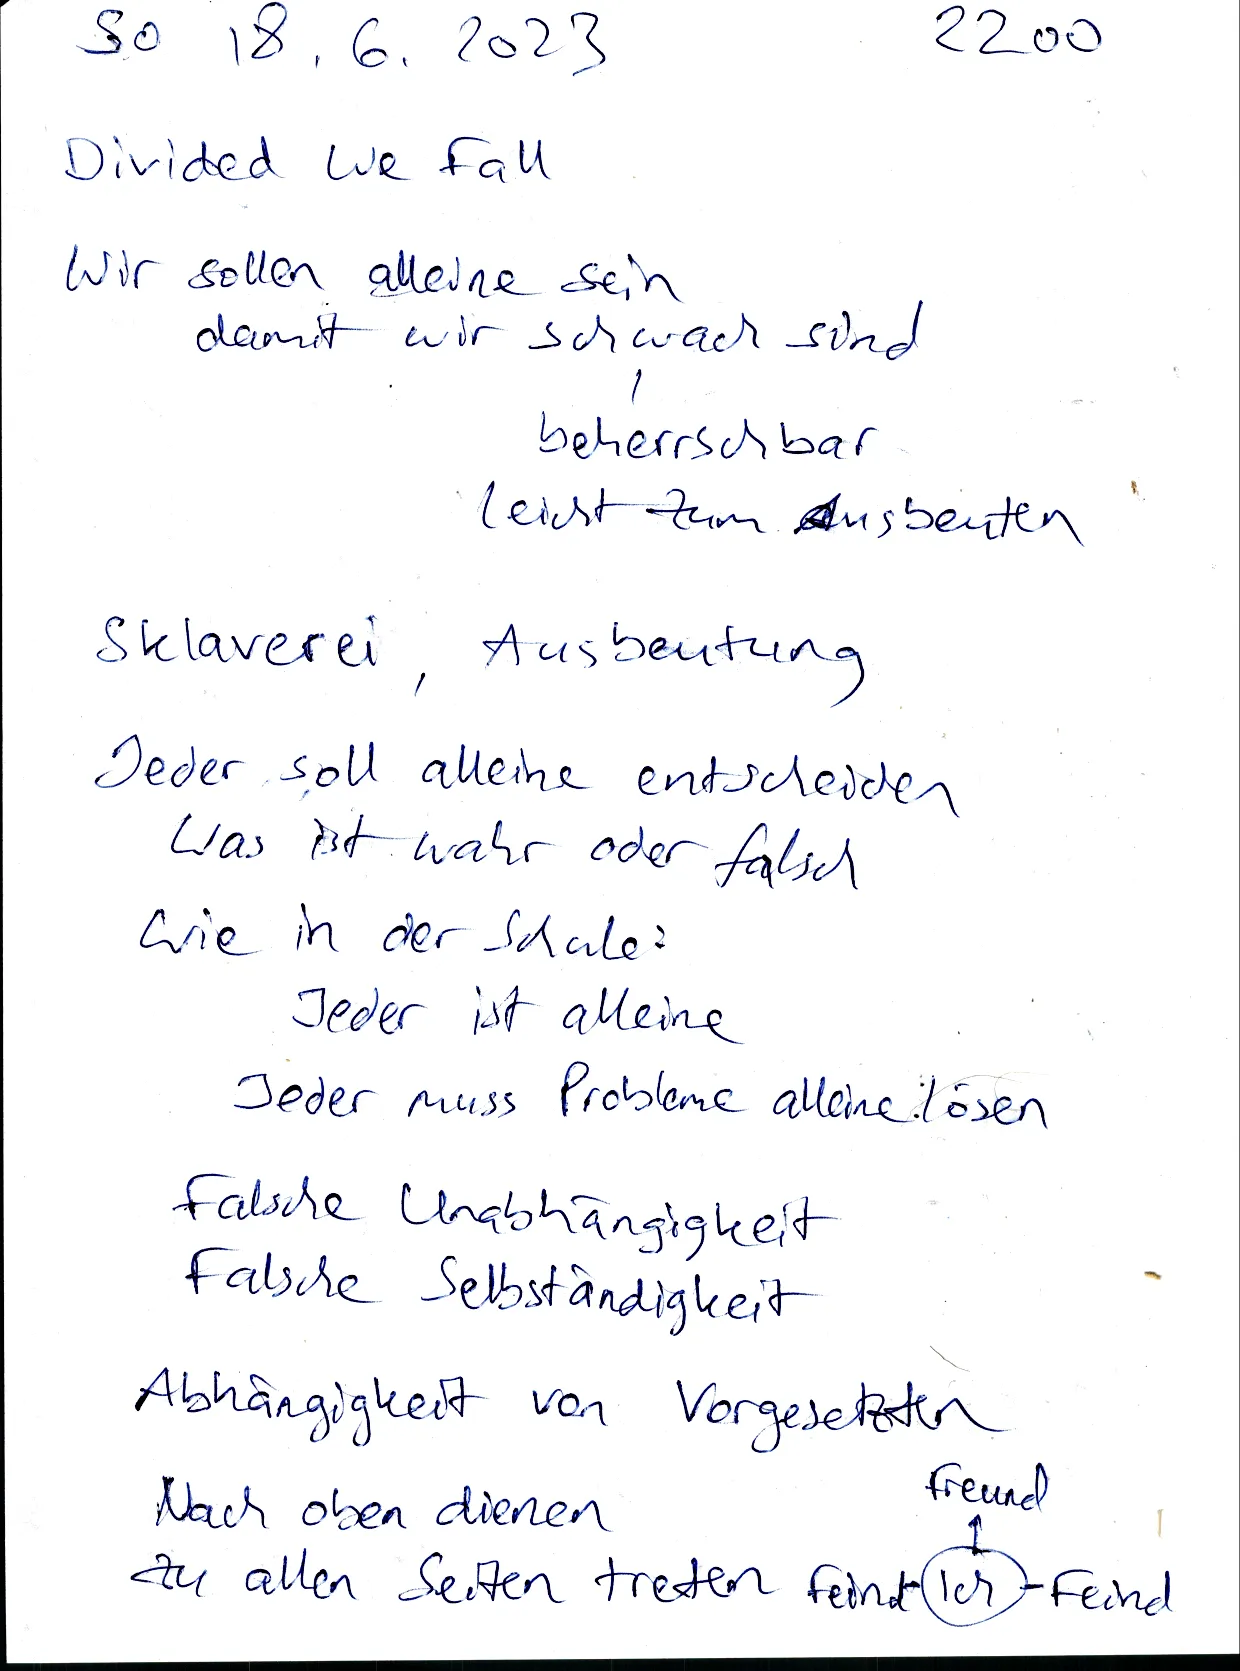 So 18.6.2023 2200
Divided we fall
Wir sollen alleine sein
damit wir schwach sind
beherrschbar
leicht zum Ausbeuten
Sklaverei, Ausbeutung
Jeder soll alleine entscheiden
Was ist wahr oder falsch
Wie in der Schule:
Jeder ist alleine
Jeder muss Probleme alleine lösen
Falsche Unabhängigkeit
Falsche Selbständigkeit
Abhängigkeit von Vorgesetzten
Freund
Nach oben dienen
Zu allen Seiten treten Feind - Ich - Feind